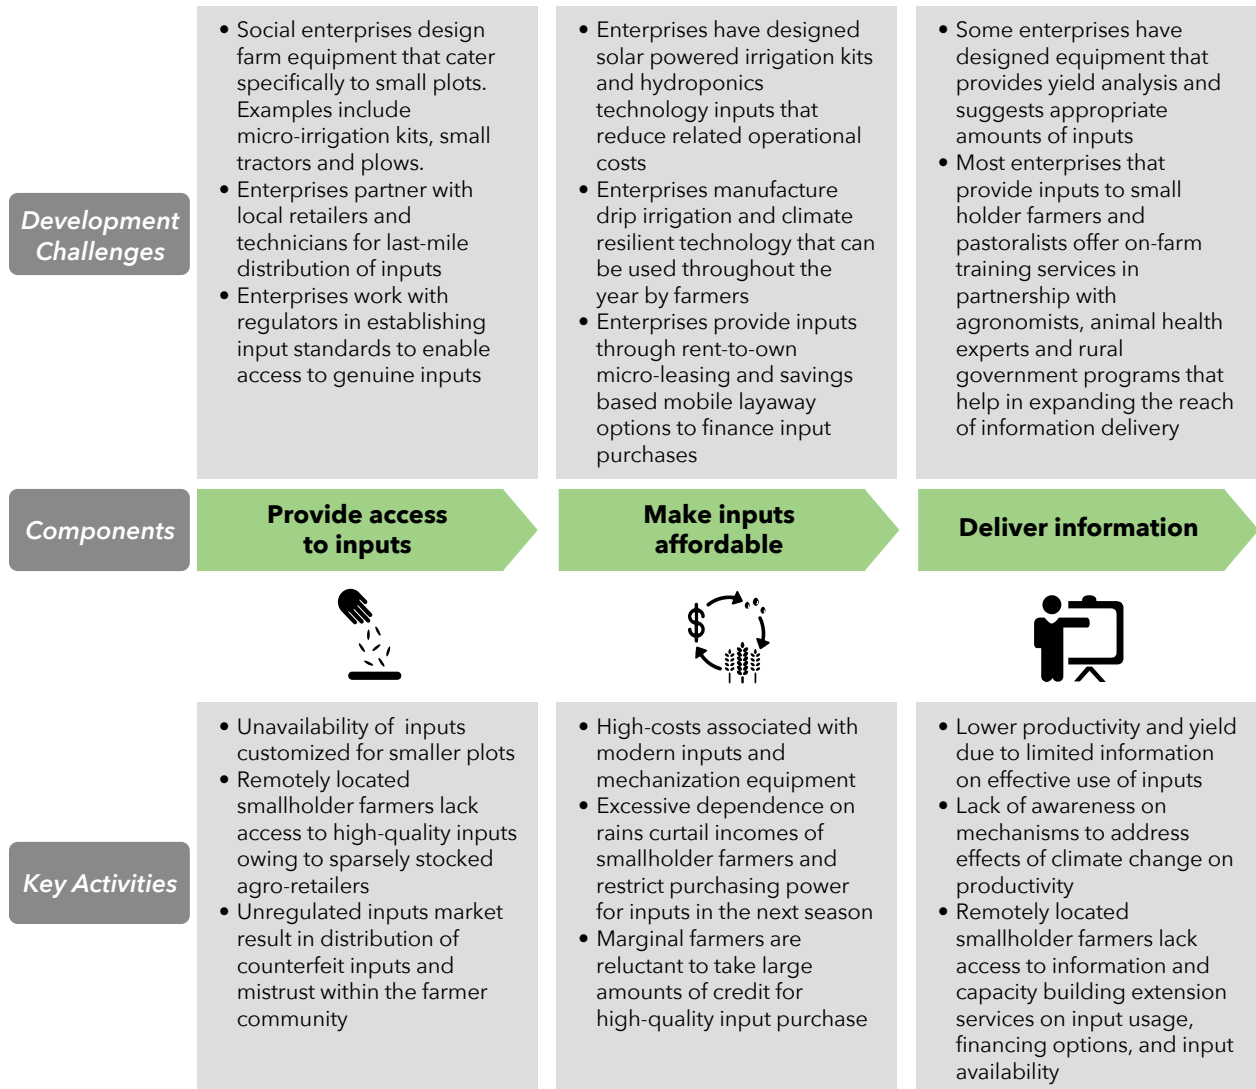 • Social enterprises design
farm equipment that cater
specifically to small plots.
Examples include
micro-irrigation kits, small
tractors and plows.
• Enterprises partner with
local retailers and
technicians for last-mile
distribution of inputs
• Enterprises work with
regulators in establishing
input standards to enable
access to genuine inputs
• Enterprises have designed
solar powered irrigation kits
and hydroponics
technology inputs that
reduce related operational
costs
• Enterprises manufacture
drip irrigation and climate
resilient technology that can
be used throughout the
year by farmers
• Enterprises provide inputs
through rent-to-own
micro-leasing and savings
based mobile layaway
options to finance input
purchases
• Some enterprises have
designed equipment that
provides yield analysis and
suggests appropriate
amounts of inputs
• Most enterprises that
provide inputs to small
holder farmers and
pastoralists offer on-farm
training services in
partnership with
agronomists, animal health
experts and rural
government programs that
help in expanding the reach
of information delivery
Development
Challenges
Components
Provide access
to inputs
Make inputs
affordable
Deliver information
$
Key Activities
• Unavailability of inputs
customized for smaller plots
• Remotely located
smallholder farmers lack
access to high-quality inputs
owing to sparsely stocked
agro-retailers
• Unregulated inputs market
result in distribution of
counterfeit inputs and
mistrust within the farmer
community
• High-costs associated with
modern inputs and
mechanization equipment
• Excessive dependence on
rains curtail incomes of
smallholder farmers and
restrict purchasing power
for inputs in the next season
• Marginal farmers are
reluctant to take large
amounts of credit for
high-quality input purchase
• Lower productivity and yield
due to limited information
on effective use of inputs
• Lack of awareness on
mechanisms to address
effects of climate change on
productivity
• Remotely located
smallholder farmers lack
access to information and
capacity building extension
services on input usage,
financing options, and input
availability